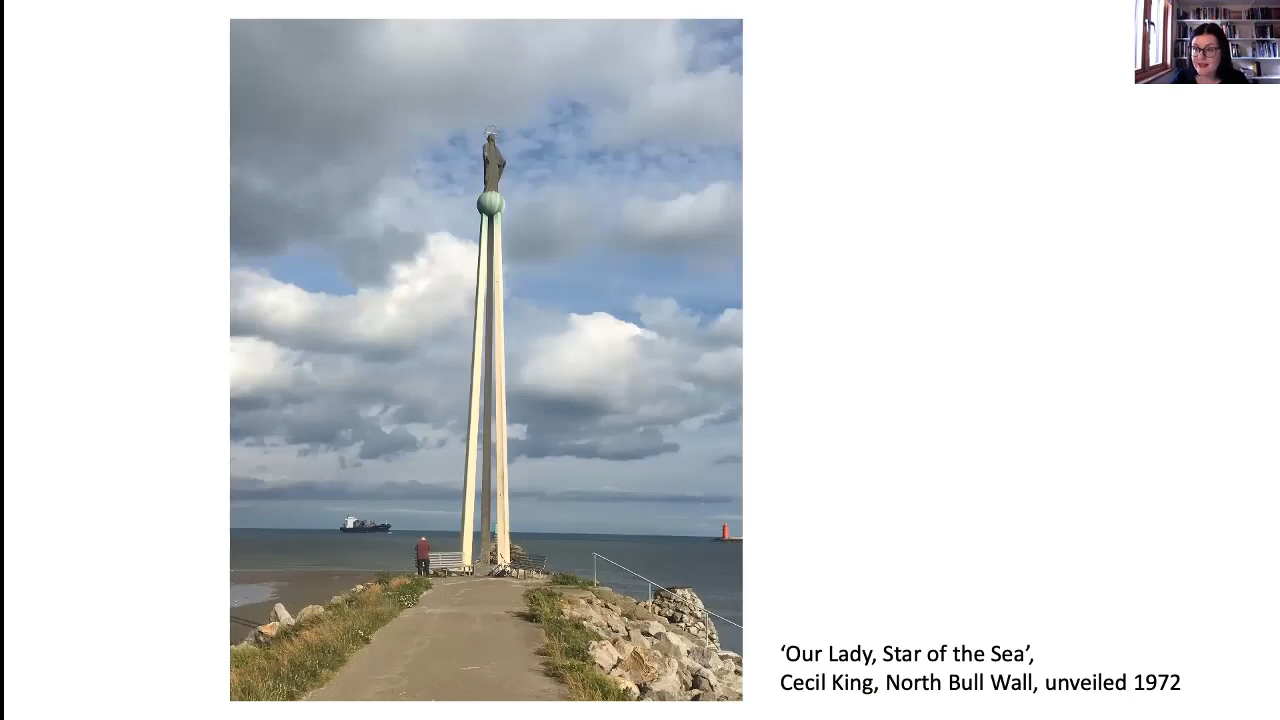 ‘Our Lady, Star of the Sea’,
Cecil King, North Bull Wall, unveiled 1972